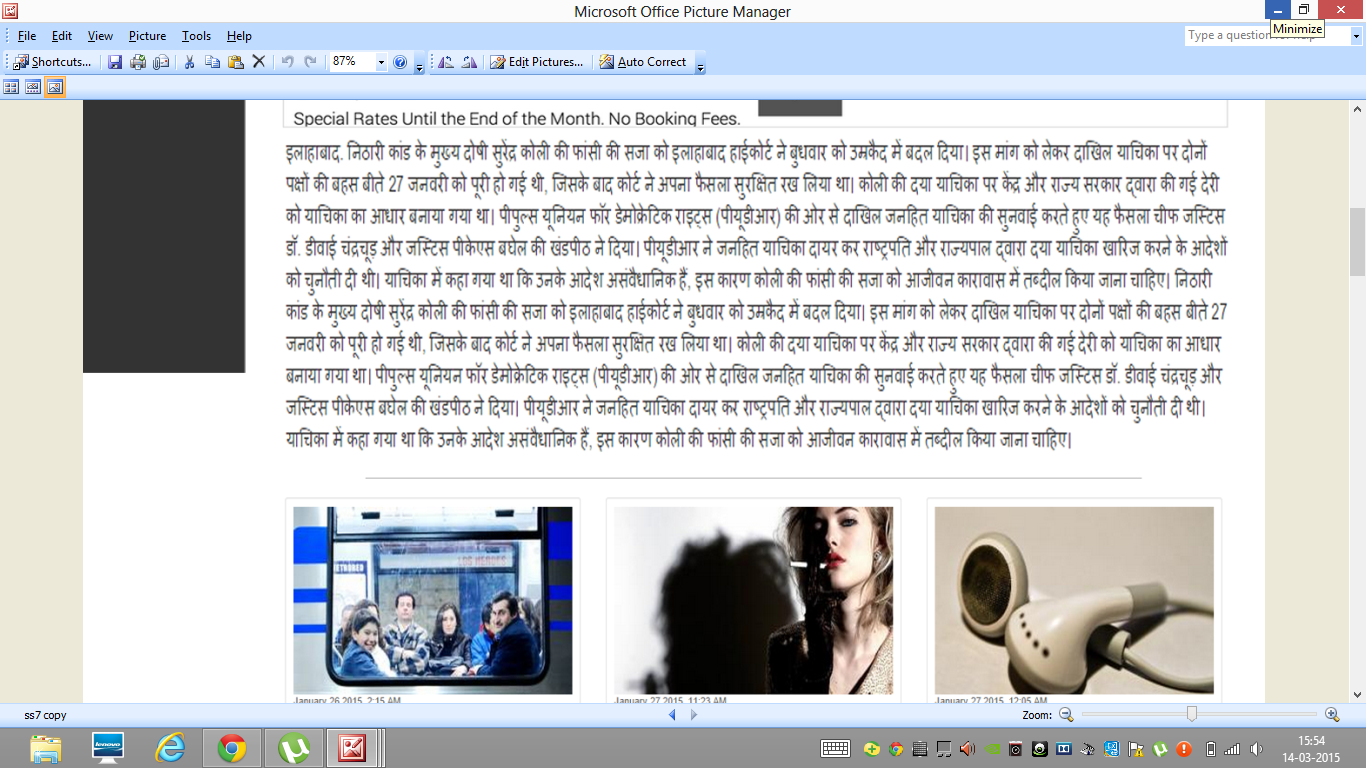 Microsoft Office Picture Manager
File Edit View Picture Tools Help
Type a question for help
Minimize
Shortcuts...
87%
Edit Pictures...
Auto Correct
Special Rates Until the End of the Month. No Booking Fees.
इलाहाबाद. निठारी कांड के मुख्य दोषी सुरेंद्र कोली की फांसी की सजा को इलाहाबाद हाईकोर्ट ने बुधवार को उम्रकैद में बदल दिया। इस मांग को लेकर दाखिल याचिका पर दोनों
पक्षों की बहस बीते 27 जनवरी को पूरी हो गई थी, जिसके बाद कोर्ट ने अपना फैसला सुरक्षित रख लिया था। कोली की दया याचिका पर केंद्र और राज्य सरकार द्वारा की गई देरी
को याचिका का आधार बनाया गया था। पीपुल्स यूनियन फॉर डेमोक्रेटिक राइट्स (पीयूडीआर) की ओर से दाखिल जनहित याचिका की सुनवाई करते हुए यह फैसला चीफ जस्टिस
डॉ. डीवाई चंद्रचूड़ और जस्टिस पीकेएस बघेल की खंडपीठ ने दिया। पीयूडीआर ने जनहित याचिका दायर कर राष्ट्रपति और राज्यपाल द्वारा दया याचिका खारिज करने के आदेशों
को चुनौती दी थी। याचिका में कहा गया था कि उनके आदेश असंवैधानिक हैं, इस कारण कोली की फांसी की सजा को आजीवन कारावास में तब्दील किया जाना चाहिए। निठारी
कांड के मुख्य दोषी सुरेंद्र कोली की फांसी की सजा को इलाहाबाद हाईकोर्ट ने बुधवार को उम्रकैद में बदल दिया। इस मांग को लेकर दाखिल याचिका पर दोनों पक्षों की बहस बीते 27
जनवरी को पूरी हो गई थी, जिसके बाद कोर्ट ने अपना फैसला सुरक्षित रख लिया था। कोली की दया याचिका पर केंद्र और राज्य सरकार द्वारा की गई देरी को याचिका का आधार
बनाया गया था। पीपुल्स यूनियन फॉर डेमोक्रेटिक राइट्स (पीयूडीआर) की ओर से दाखिल जनहित याचिका की सुनवाई करते हुए यह फैसला चीफ जस्टिस डॉ. डीवाई चंद्रचूड़ और
जस्टिस पीकेएस बघेल की खंडपीठ ने दिया। पीयूडीआर ने जनहित याचिका दायर कर राष्ट्रपति और राज्यपाल द्वारा दया याचिका खारिज करने के आदेशों को चुनौती दी थी।
याचिका में कहा गया था कि उनके आदेश असंवैधानिक हैं, इस कारण कोली की फांसी की सजा को आजीवन कारावास में तब्दील किया जाना चाहिए।
LOS HEROES
January 26 2015, 2:15 AM
January 27 2015, 11:23 AM
January 27 2015, 12:05 AM
ss7 copy
Zoom:
lenovo
15:54
14-03-2015